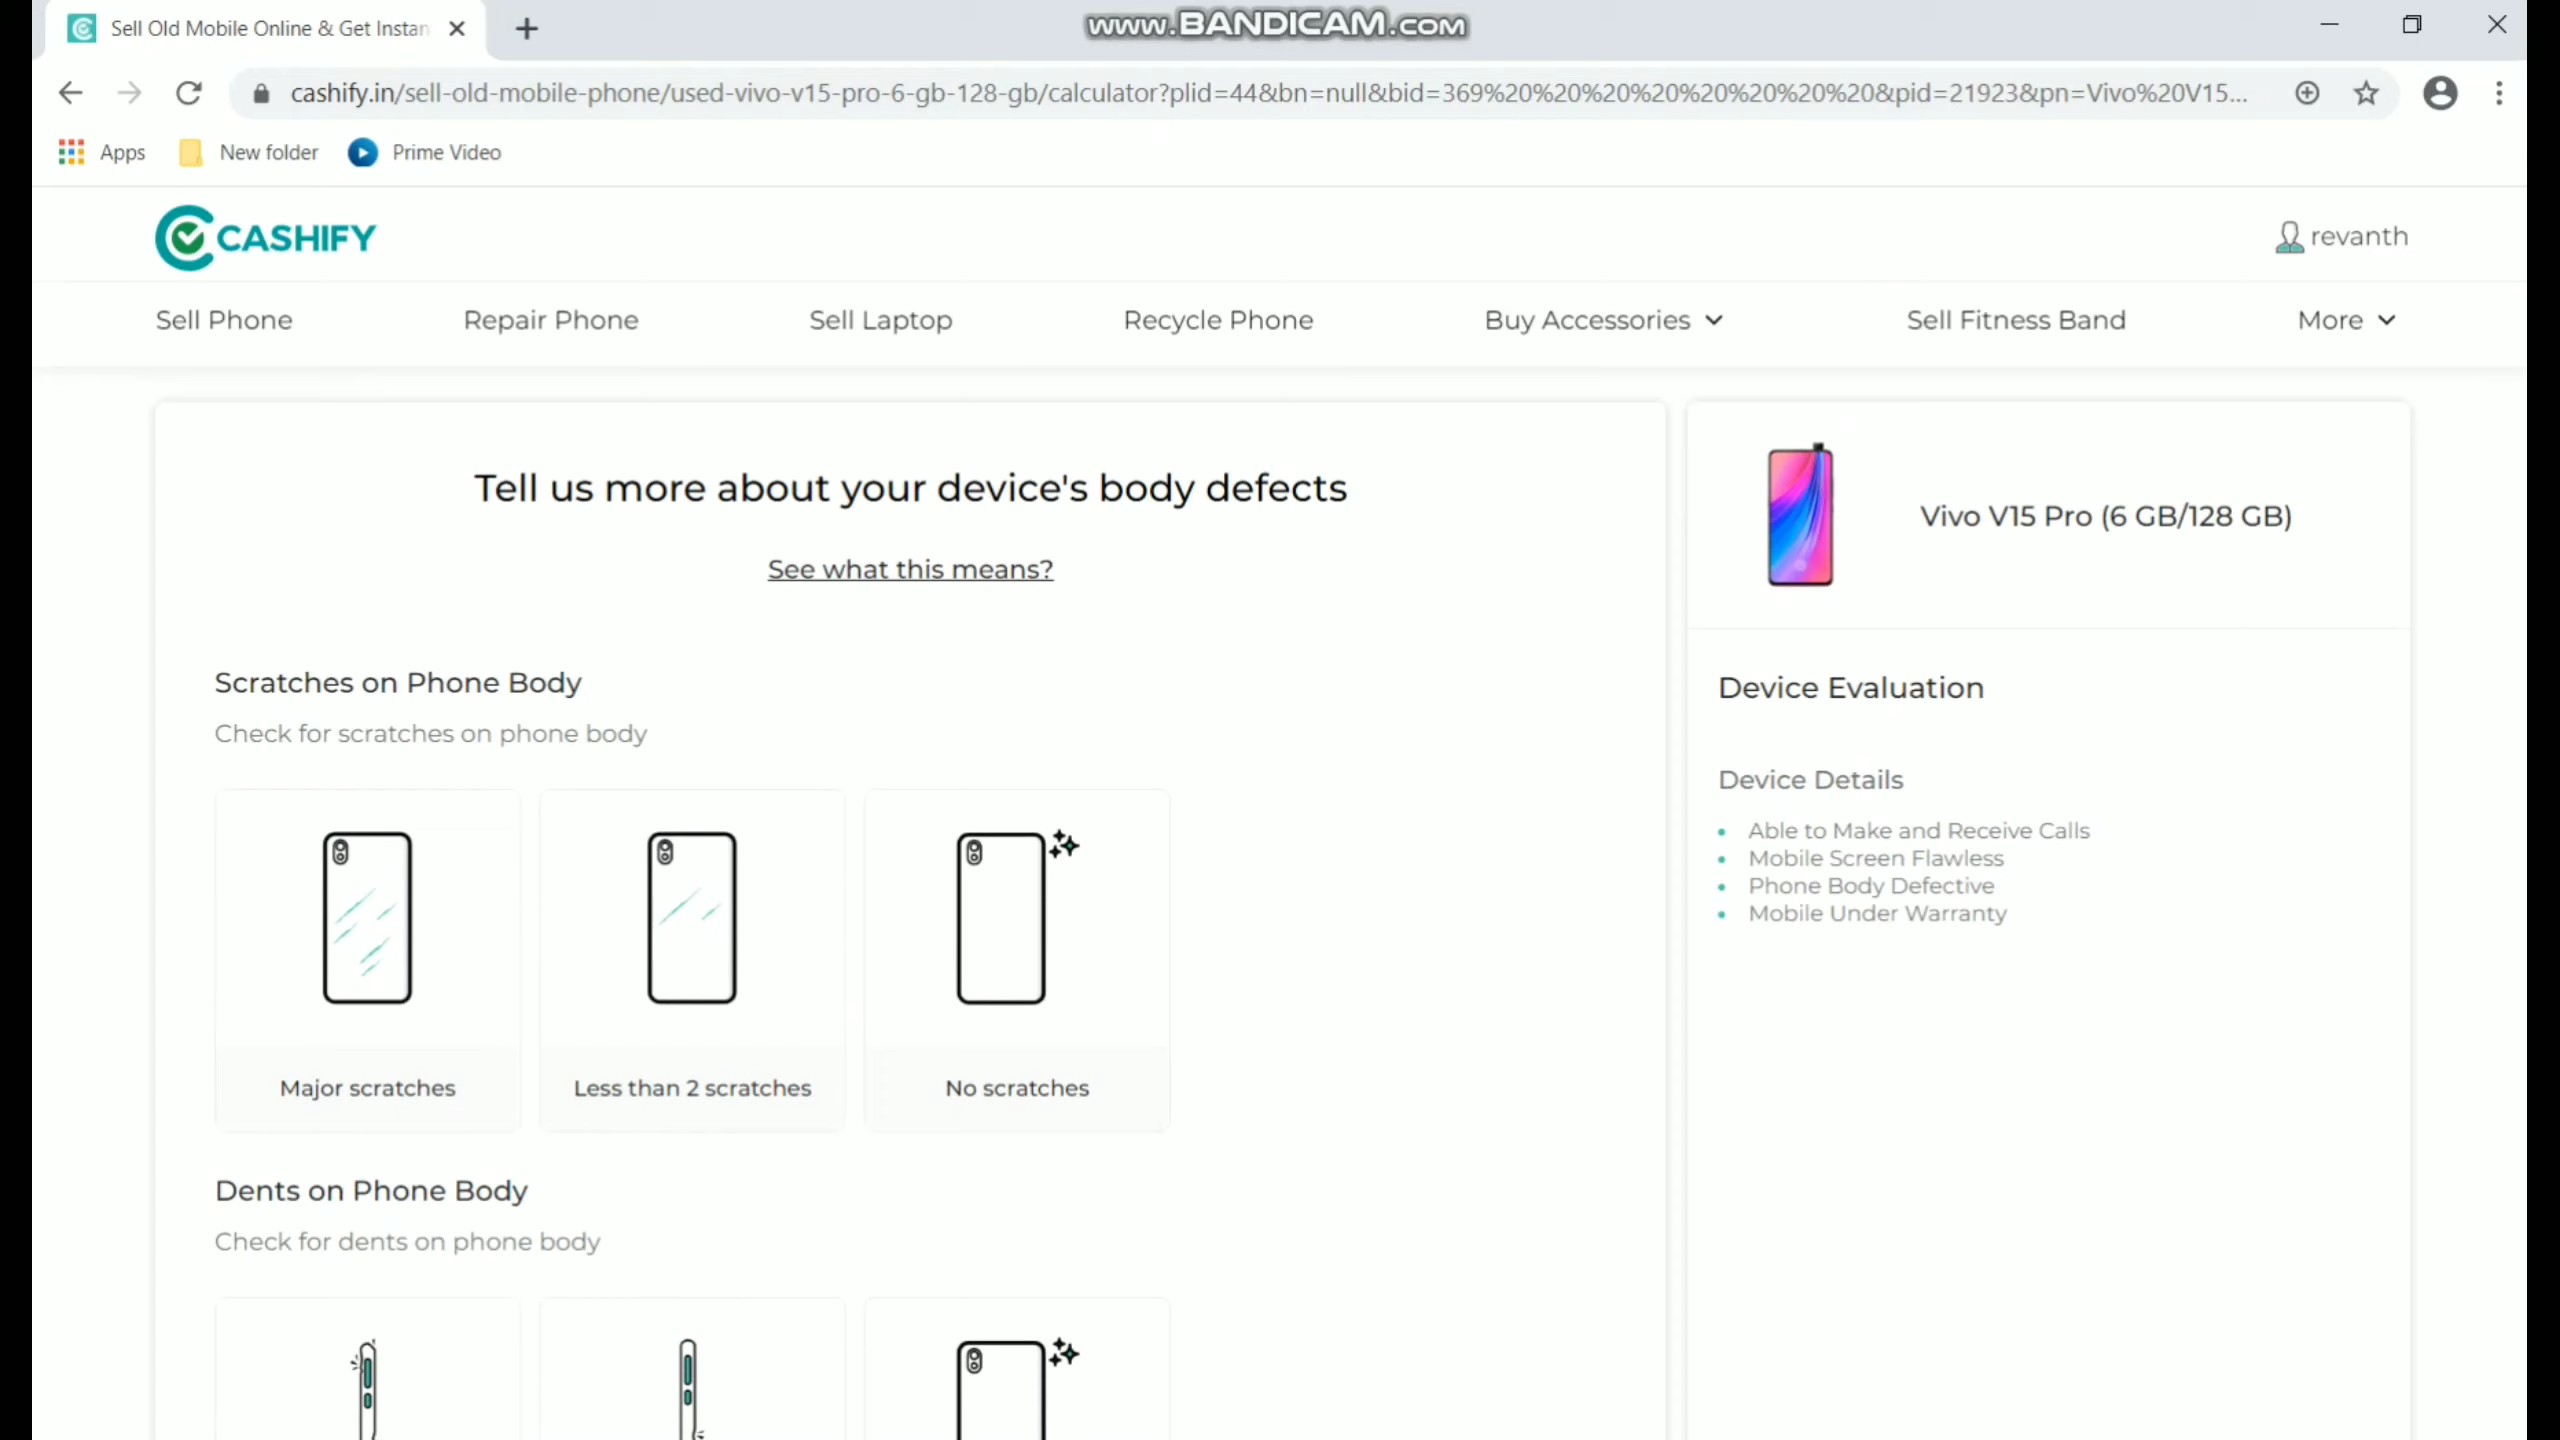 Sell Old Mobile Online & Get Instan
www.BANDICAM.com
cashify.in/sell-old-mobile-phone/used-vivo-v15-pro-6-gb-128-gb/calculator?plid=44&bn=null&bid=369%20%20%20%20%20%20%20%20&pid=21923&pn=Vivo%20V15...
Apps
New folder
Prime Video
CASHIFY
revanth
Sell Phone
Repair Phone
Sell Laptop
Recycle Phone
Buy Accessories
Sell Fitness Band
More
Tell us more about your device's body defects
See what this means?
Scratches on Phone Body
Check for scratches on phone body
Major scratches
Less than 2 scratches
No scratches
Dents on Phone Body
Check for dents on phone body
Vivo V15 Pro (6 GB/128 GB)
Device Evaluation
Device Details
Able to Make and Receive Calls
Mobile Screen Flawless
Phone Body Defective
Mobile Under Warranty